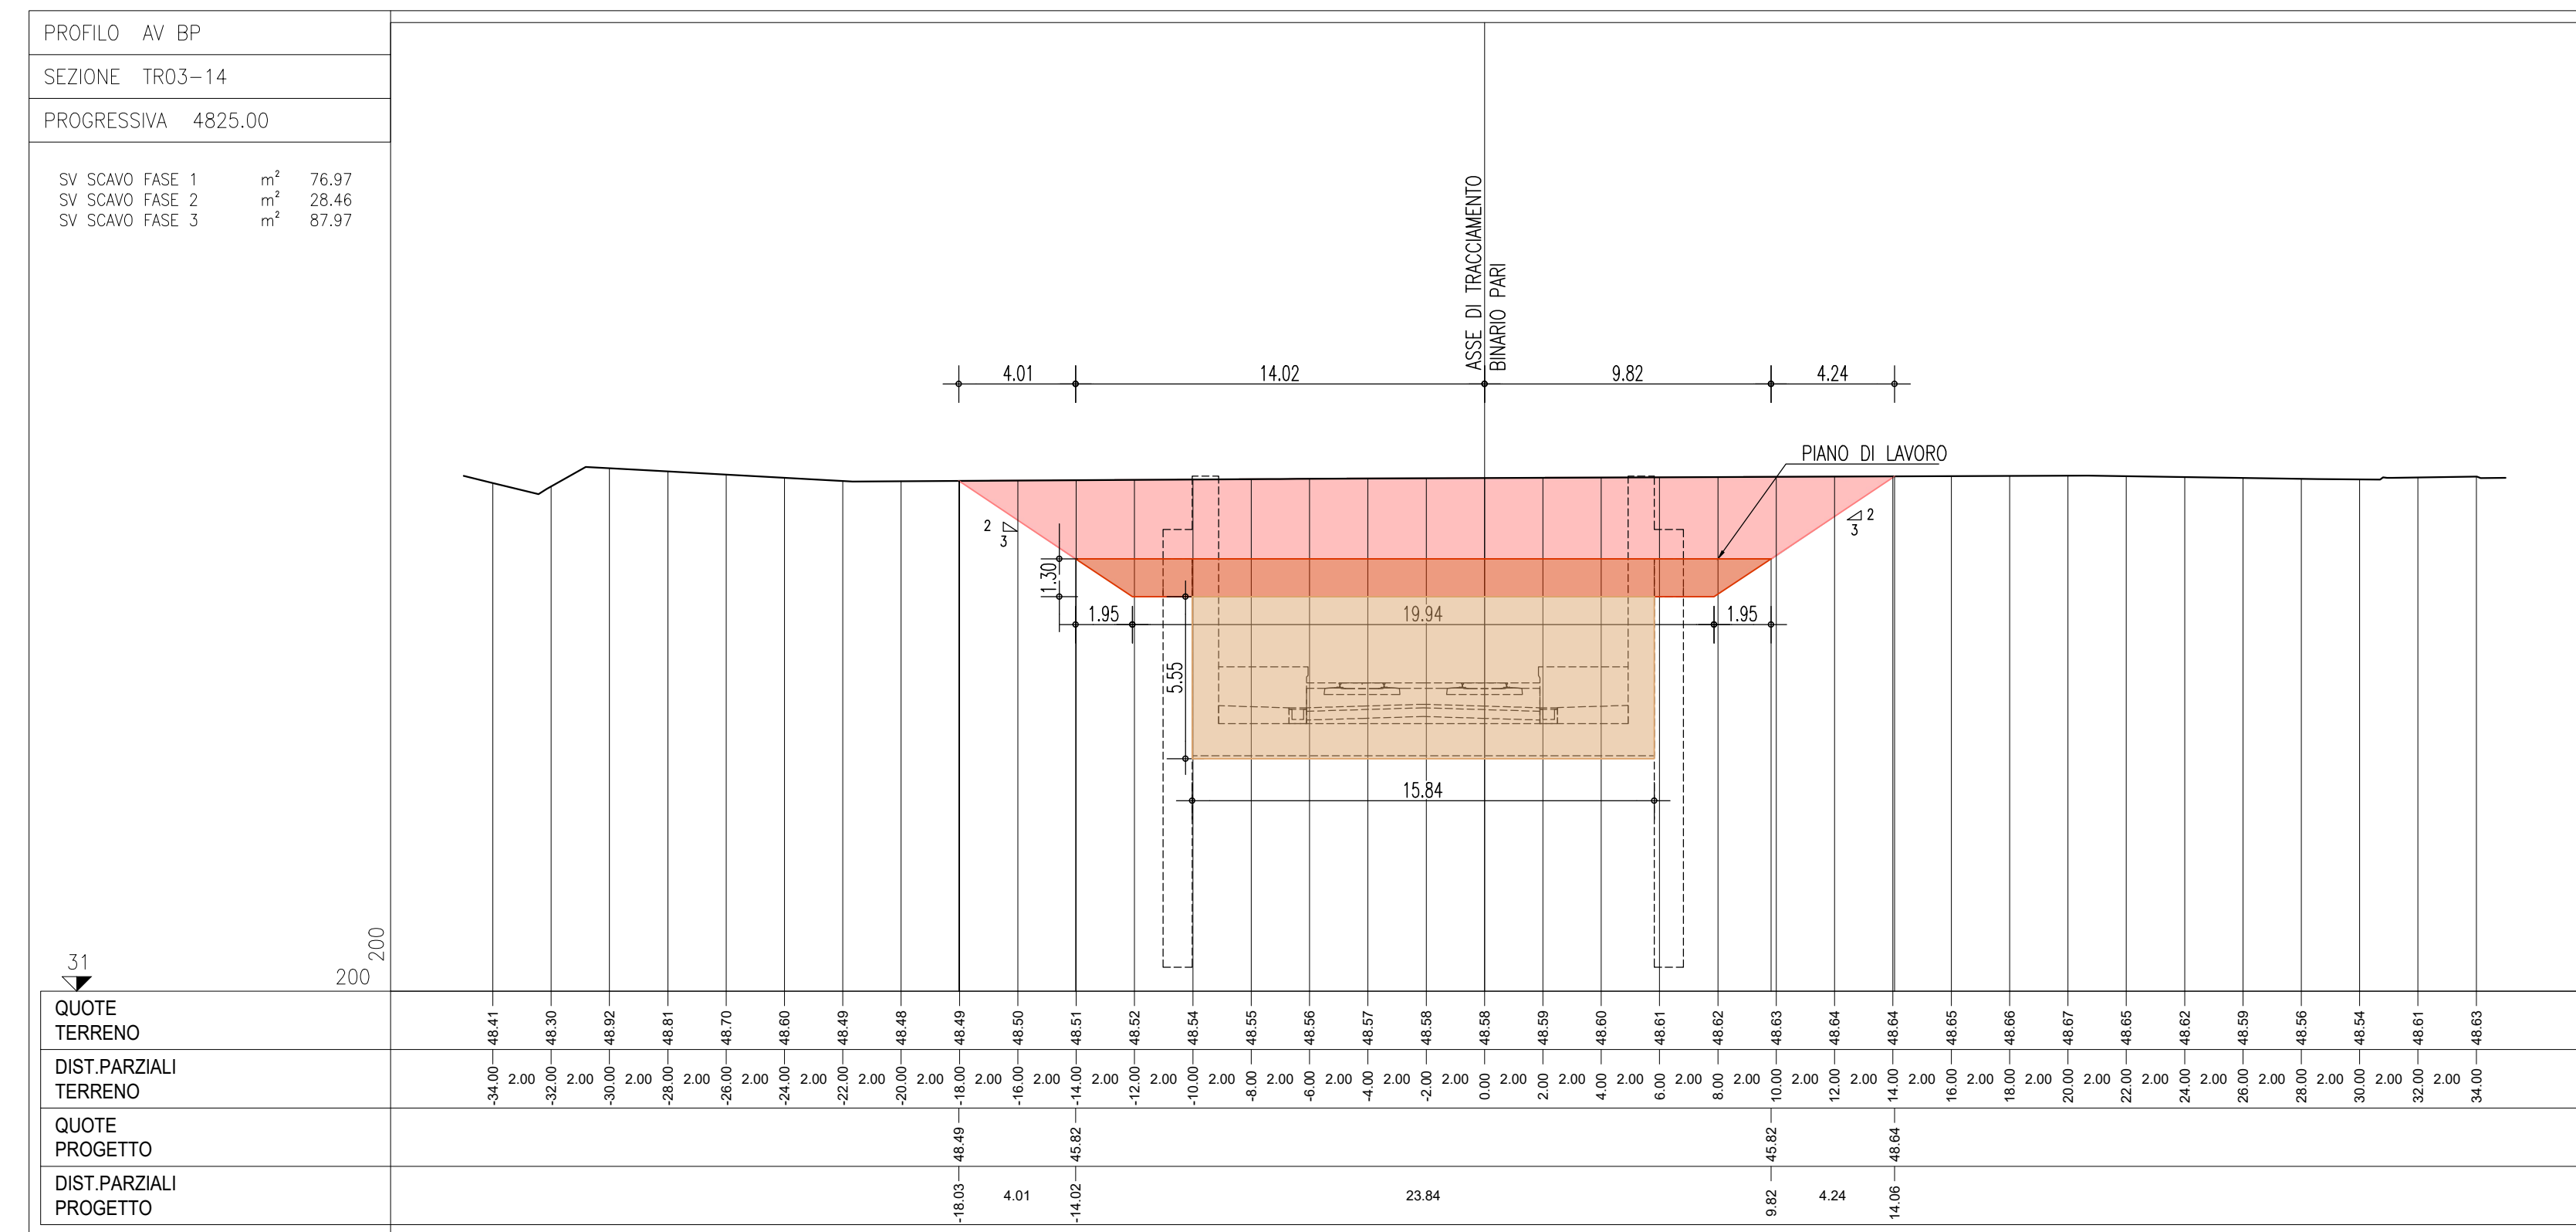 PROFILO AV BP
SEZIONE TR03-14
PROGRESSIVA 4825.00
SV SCAVO FASE 1 m² 76.97
SV SCAVO FASE 2 m² 28.46
SV SCAVO FASE 3 m² 87.97
ASSE DI TRACCIAMENTO
BINARIO PARI
4.01 14.02 9.82 4.24
PIANO DI LAVORO
2
3
2
3
1.30
1.95 19.94 1.95
5.55
15.84
31
200
200
QUOTE
TERRENO
48.41 48.30 48.92 48.81 48.70 48.60 48.49 48.48 48.49 48.50 48.51 48.52 48.54 48.55 48.56 48.57 48.58 48.58 48.59 48.60 48.61 48.62 48.63 48.64 48.64 48.65 48.66 48.67 48.65 48.62 48.59 48.56 48.54 48.61 48.63
DIST.PARZIALI
TERRENO
-34.00 2.00 -32.00 2.00 -30.00 2.00 -28.00 2.00 -26.00 2.00 -24.00 2.00 -22.00 2.00 -20.00 2.00 -18.00 2.00 -16.00 2.00 -14.00 2.00 -12.00 2.00 -10.00 2.00 -8.00 2.00 -6.00 2.00 -4.00 2.00 -2.00 2.00 0.00 2.00 2.00 2.00 4.00 2.00 6.00 2.00 8.00 2.00 10.00 2.00 12.00 2.00 14.00 2.00 16.00 2.00 18.00 2.00 20.00 2.00 22.00 2.00 24.00 2.00 26.00 2.00 28.00 2.00 30.00 2.00 32.00 2.00 34.00
QUOTE
PROGETTO
48.49 45.82 45.82 48.64
DIST.PARZIALI
PROGETTO
-18.03 4.01 -14.02 23.84 9.82 4.24 14.06